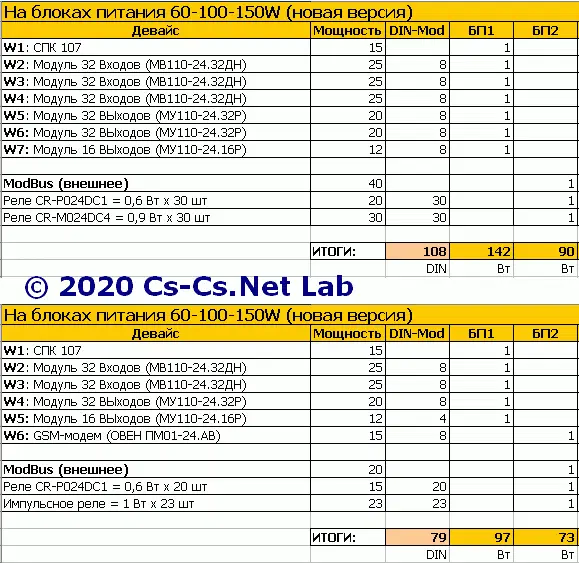 На блоках питания 60-100-150W (новая версия)
Девайс Мощность DIN-Mod БП1 БП2
W1: СПК 107 15 1
W2: Модуль 32 Входов (МВ110-24.32ДН) 25 8 1
W3: Модуль 32 Входов (МВ110-24.32ДН) 25 8 1
W4: Модуль 32 Входов (МВ110-24.32ДН) 25 8 1
W5: Модуль 32 ВЫходов (МУ110-24.32Р) 20 8 1
W6: Модуль 32 ВЫходов (МУ110-24.32Р) 20 8 1
W7: Модуль 16 ВЫходов (МУ110-24.16Р) 12 8 1
ModBus (внешнее) 40 1
Реле CR-P024DC1 = 0,6 Вт x 30 шт 20 30 1
Реле CR-M024DC4 = 0,9 Вт x 30 шт 30 30 1
ИТОГИ: 108 142 90
DIN Вт Вт
© 2020 Cs-Cs.Net Lab
На блоках питания 60-100-150W (новая версия)
Девайс Мощность DIN-Mod БП1 БП2
W1: СПК 107 15 1
W2: Модуль 32 Входов (МВ110-24.32ДН) 25 8 1
W3: Модуль 32 Входов (МВ110-24.32ДН) 25 8 1
W4: Модуль 32 ВЫходов (МУ110-24.32Р) 20 8 1
W5: Модуль 16 ВЫходов (МУ110-24.16Р) 12 4 1
W6: GSM-модем (ОВЕН ПМ01-24.АВ) 15 8 1
ModBus (внешнее) 20 1
Реле CR-P024DC1 = 0,6 Вт x 20 шт 15 20 1
Импульсное реле = 1 Вт x 23 шт 23 23 1
ИТОГИ: 79 97 73
DIN Вт Вт